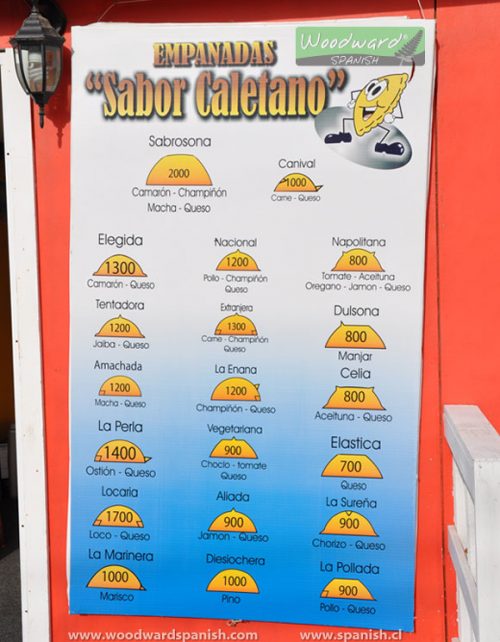 Woodward®
SPANISH
EMPANADAS
"Sabor Caletano"
Sabrosona
2000
Camarón - Champiñón
Macha - Queso
Canival
1000
Carne - Queso
Elegida
1300
Camarón - Queso
Nacional
1200
Pollo - Champiñón
Queso
Napolitana
800
Tomate - Aceituna
Oregano - Jamon - Queso
Tentadora
1200
Jaiba - Queso
Extranjera
1300
Carne - Champiñón
Queso
Dulsona
800
Manjar
Amachada
1200
Macha - Queso
La Enana
1200
Champiñón - Queso
Celia
800
Aceituna - Queso
La Perla
1400
Ostión - Queso
Vegetariana
900
Choclo - tomate
Queso
Elastica
700
Queso
Locaria
1700
Loco - Queso
Aliada
900
Jamon - Queso
La Sureña
900
Chorizo - Queso
La Marinera
1000
Marisco
Diesiochera
1000
Pino
La Pollada
900
Pollo - Queso
www.woodwardspanish.com
www.spanish.cl